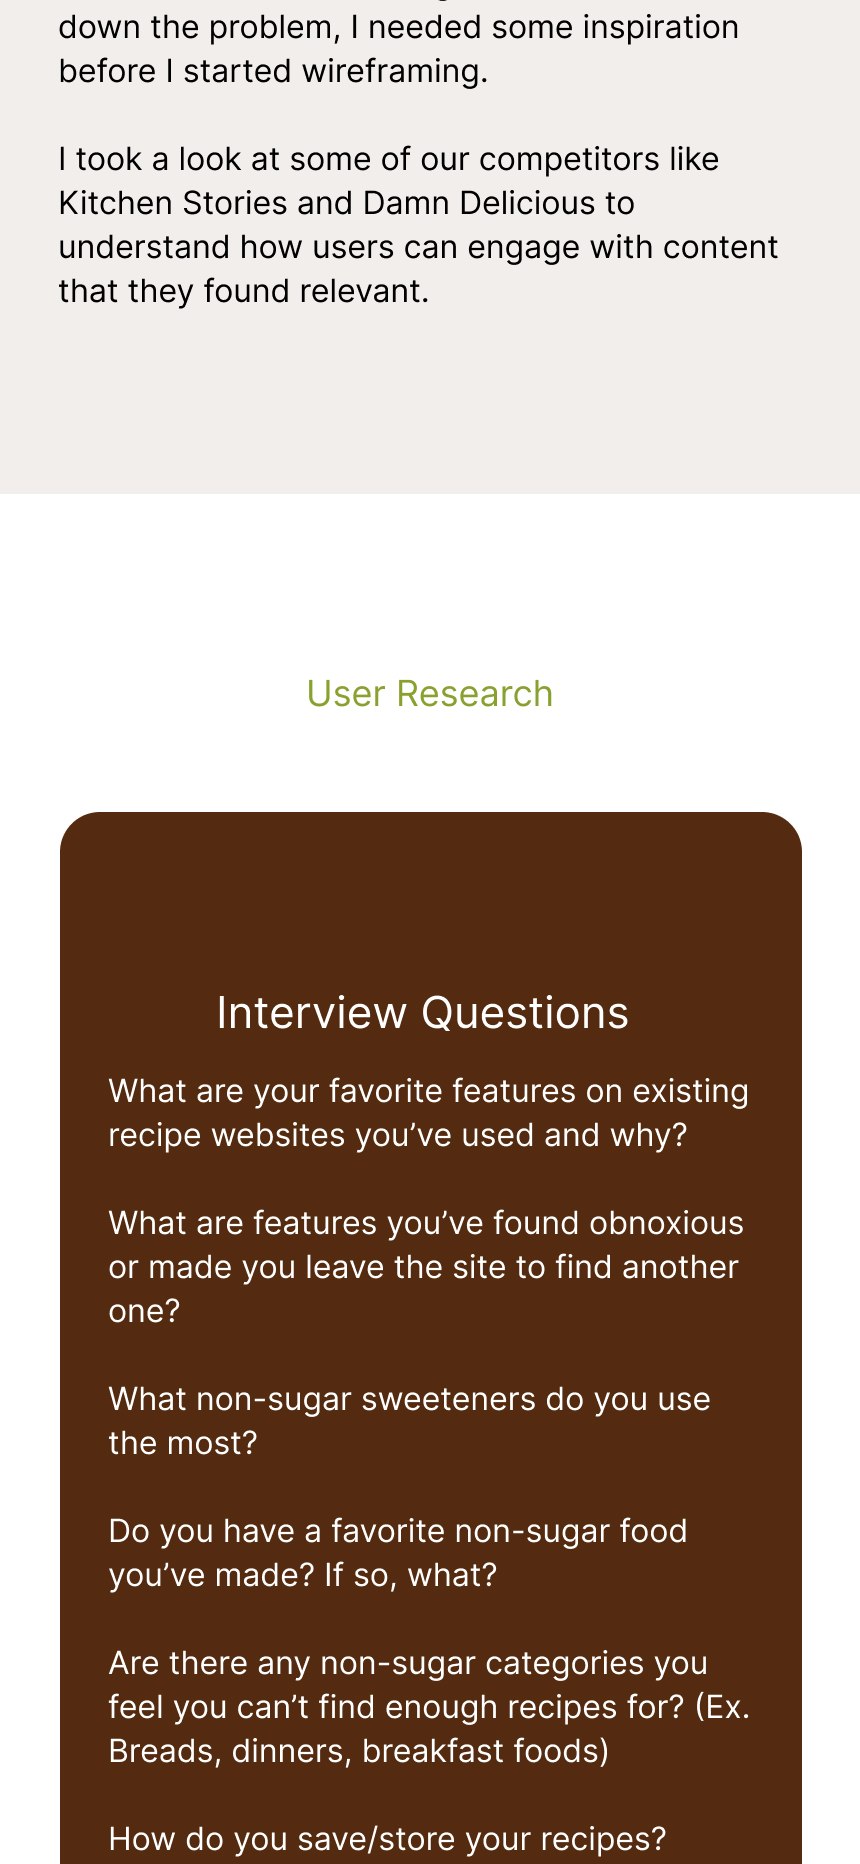 down the problem, I needed some inspiration
before I started wireframing.
I took a look at some of our competitors like
Kitchen Stories and Damn Delicious to
understand how users can engage with content
that they found relevant.
User Research
Interview Questions
What are your favorite features on existing
recipe websites you’ve used and why?
What are features you’ve found obnoxious
or made you leave the site to find another
one?
What non-sugar sweeteners do you use
the most?
Do you have a favorite non-sugar food
you’ve made? If so, what?
Are there any non-sugar categories you
feel you can’t find enough recipes for? (Ex.
Breads, dinners, breakfast foods)
How do you save/store your recipes?